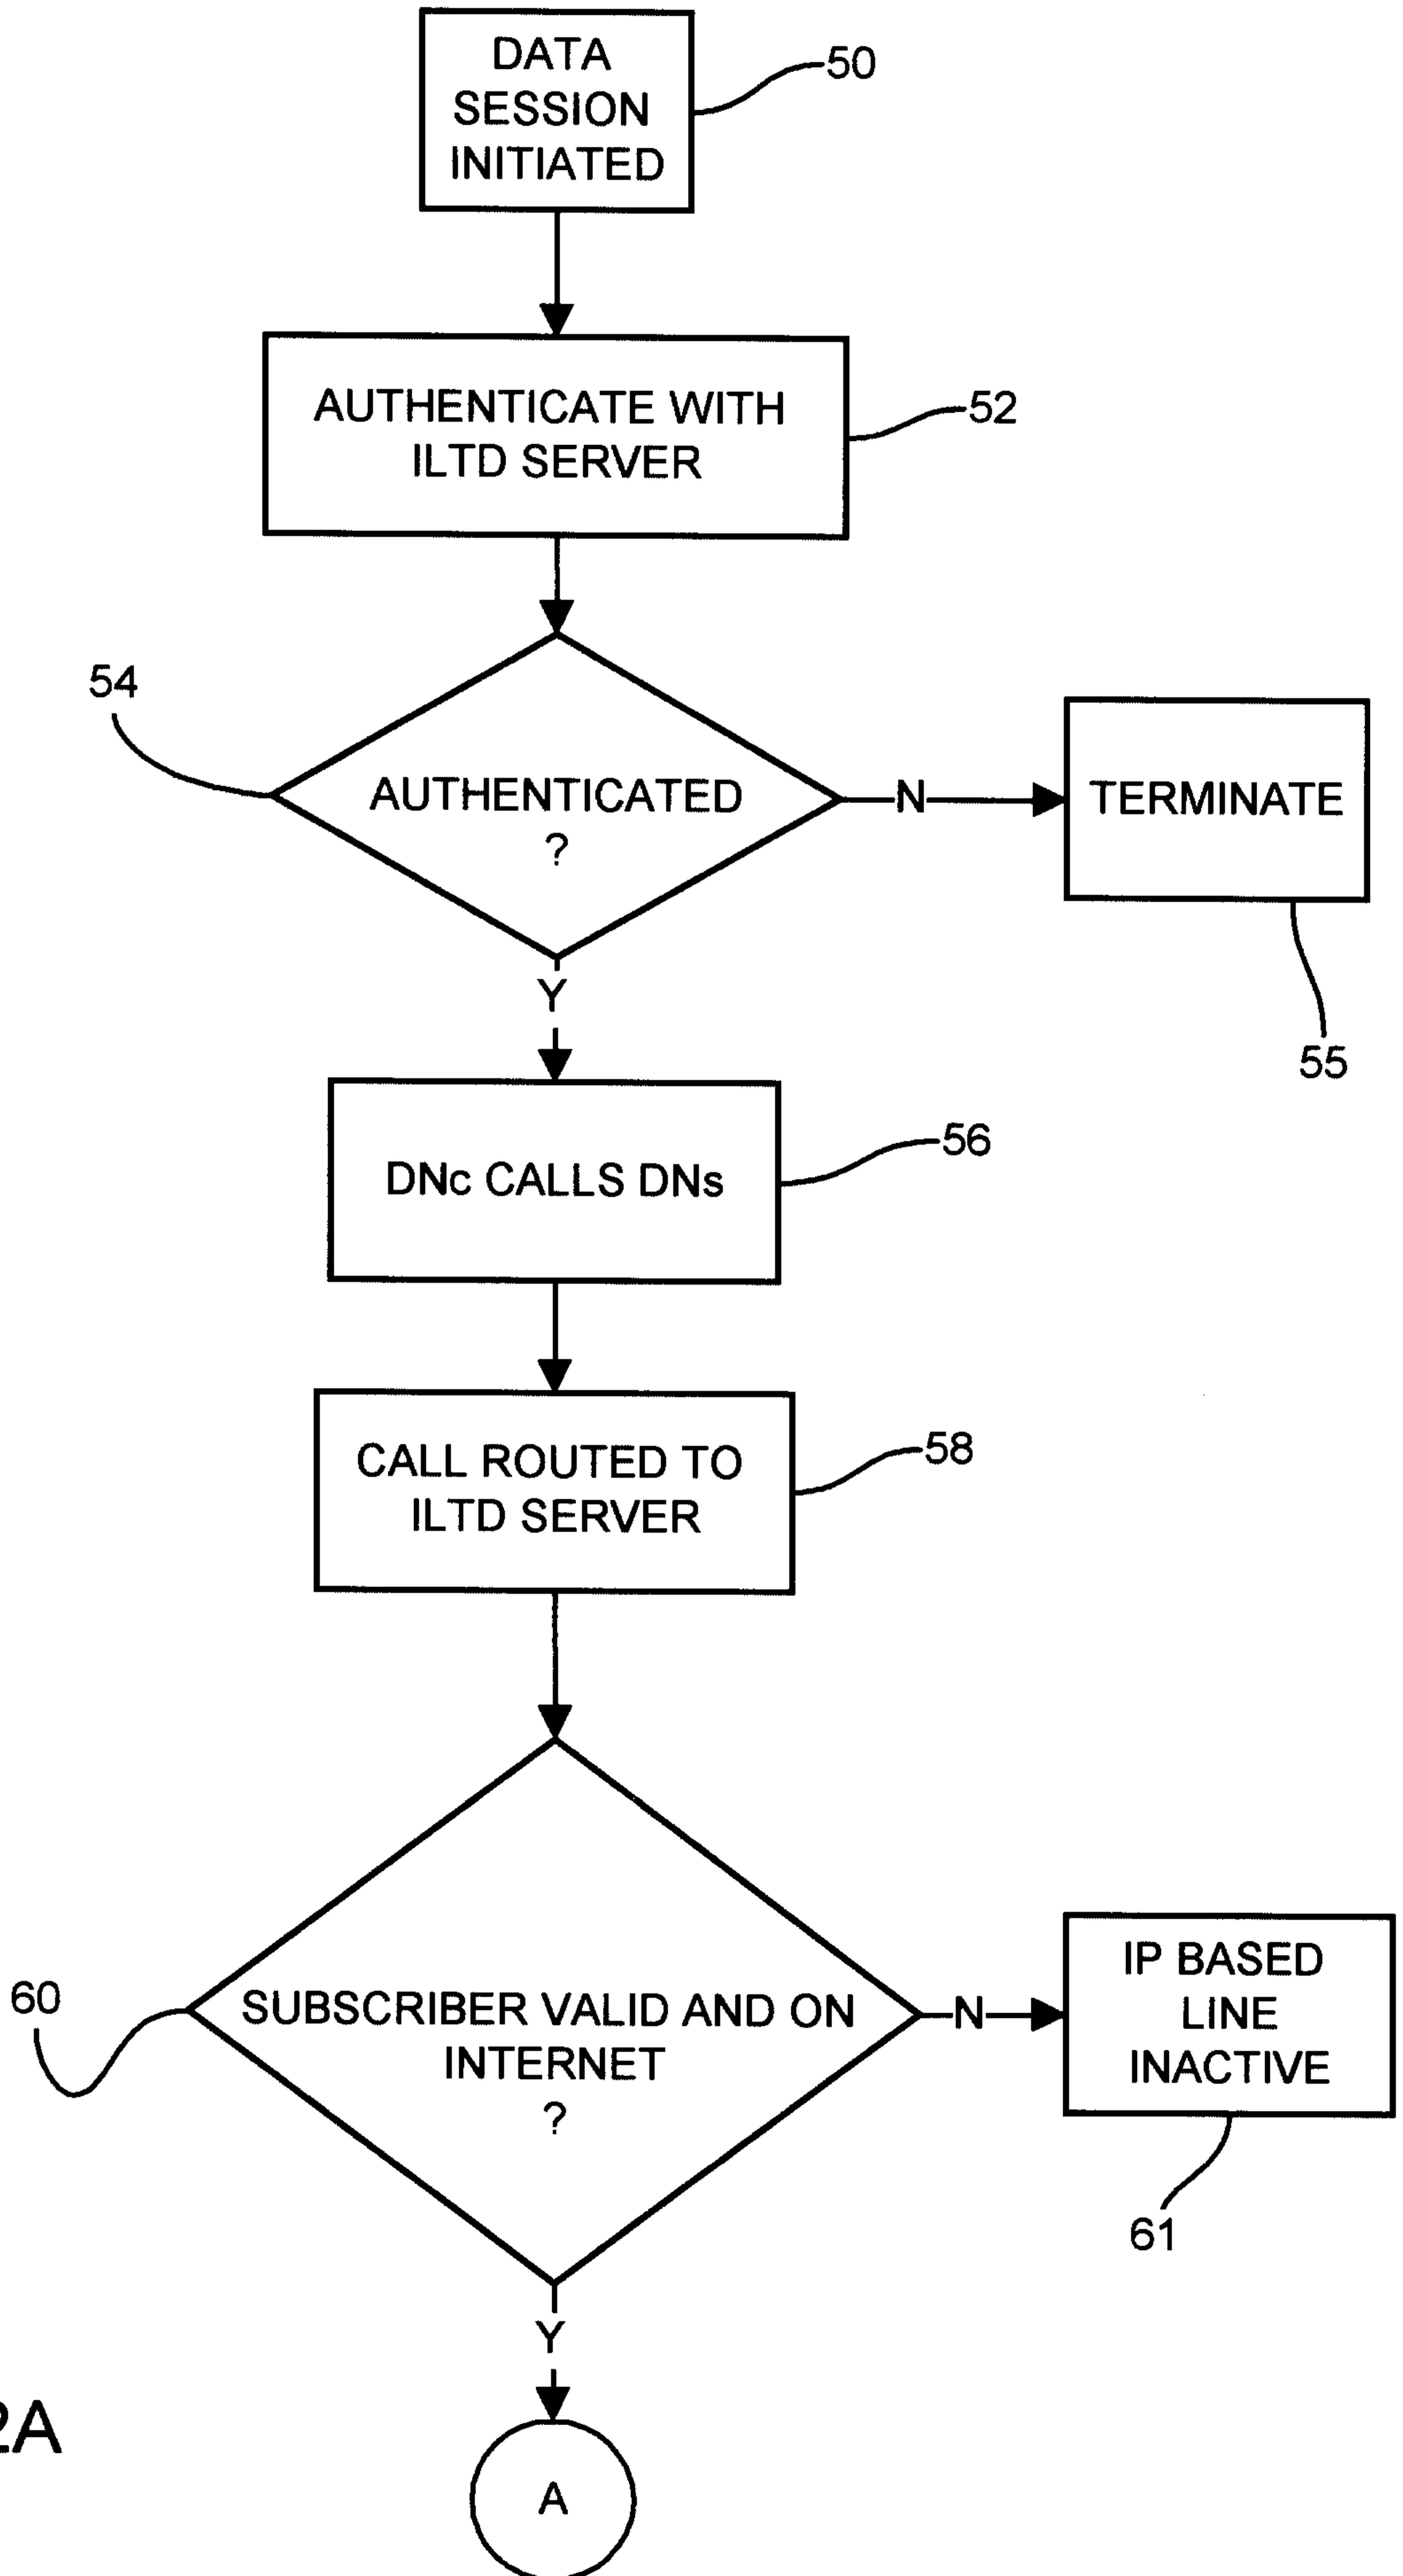 DATA
SESSION
INITIATED
50
AUTHENTICATE WITH
ILTD SERVER
52
54
AUTHENTICATED
?
N
TERMINATE
55
Y
DNc CALLS DNs
56
CALL ROUTED TO
ILTD SERVER
58
60
SUBSCRIBER VALID AND ON
INTERNET
?
N
IP BASED
LINE
INACTIVE
61
Y
2A
A